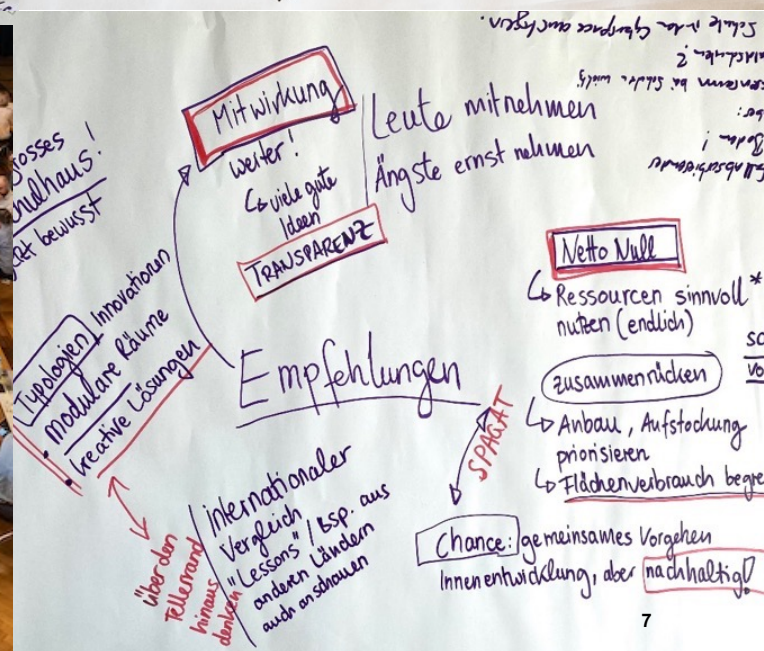 Mitwirkung
weiter!
↳ viele gute
Ideen
TRANSPARENZ
Leute mitnehmen
Ängste ernst nehmen
Netto Null
↳ Ressourcen sinnvoll *
nutzen (endlich)
zusammenrücken
↳ Anbau, Aufstockung
priorisieren
↳ Flächenverbrauch begre
Empfehlungen
SPAGAT
Chance: gemeinsames Vorgehen
Innenentwicklung, aber nachhaltig!
Typologien Innovationen
• modulare Räume
• kreative Lösungen
"über den
Tellerrand
hinaus
denken
internationaler
Vergleich
"Lessons" / Bsp. aus
anderen Ländern
auch anschauen
bewusst
7